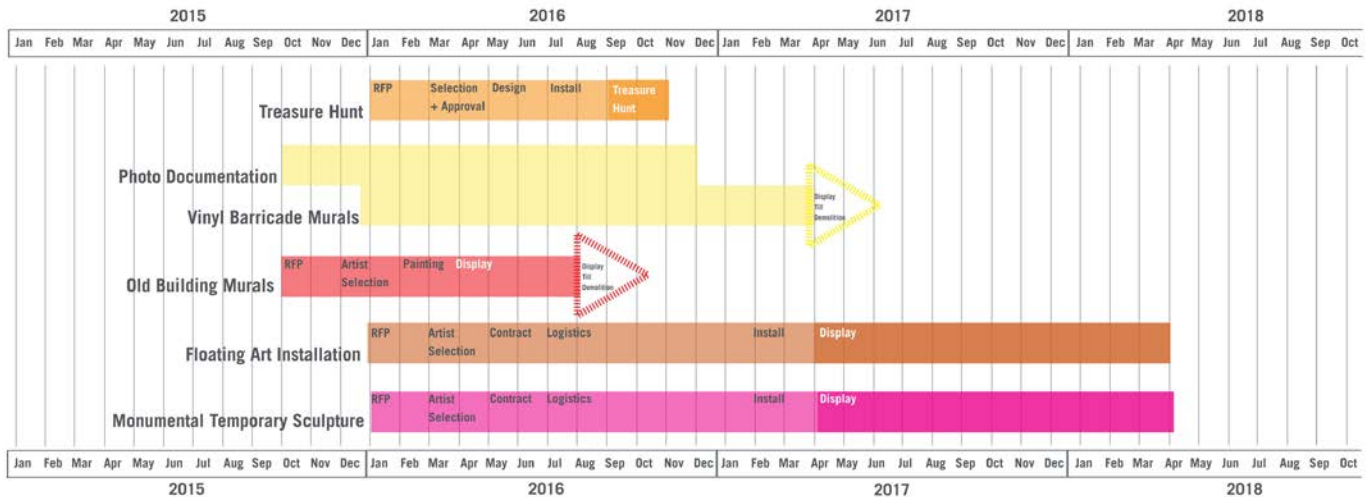 2015 2016 2017 2018
Jan Feb Mar Apr May Jun Jul Aug Sep Oct Nov Dec Jan Feb Mar Apr May Jun Jul Aug Sep Oct Nov Dec Jan Feb Mar Apr May Jun Jul Aug Sep Oct Nov Dec Jan Feb Mar Apr May Jun Jul Aug Sep Oct
Treasure Hunt
RFP Selection Design Install Treasure
+ Approval Hunt
Photo Documentation
Vinyl Barricade Murals
Display
Till
Demolition
Old Building Murals
RFP Artist Painting Display
Selection
Display
Till
Demolition
Floating Art Installation
RFP Artist Contract Logistics Install Display
Selection
Monumental Temporary Sculpture
RFP Artist Contract Logistics Install Display
Selection
Jan Feb Mar Apr May Jun Jul Aug Sep Oct Nov Dec Jan Feb Mar Apr May Jun Jul Aug Sep Oct Nov Dec Jan Feb Mar Apr May Jun Jul Aug Sep Oct Nov Dec Jan Feb Mar Apr May Jun Jul Aug Sep Oct
2015 2016 2017 2018